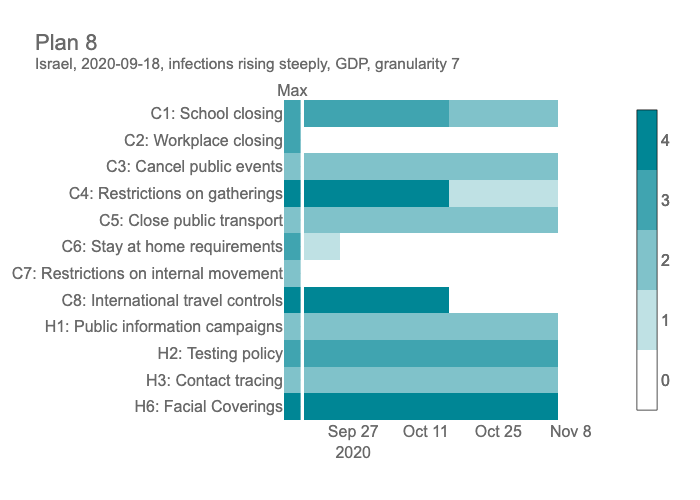 Plan 8
Israel, 2020-09-18, infections rising steeply, GDP, granularity 7
Max
C1: School closing
C2: Workplace closing
C3: Cancel public events
C4: Restrictions on gatherings
C5: Close public transport
C6: Stay at home requirements
C7: Restrictions on internal movement
C8: International travel controls
H1: Public information campaigns
H2: Testing policy
H3: Contact tracing
H6: Facial Coverings
Sep 27 Oct 11 Oct 25 Nov 8
2020
4
3
2
1
0